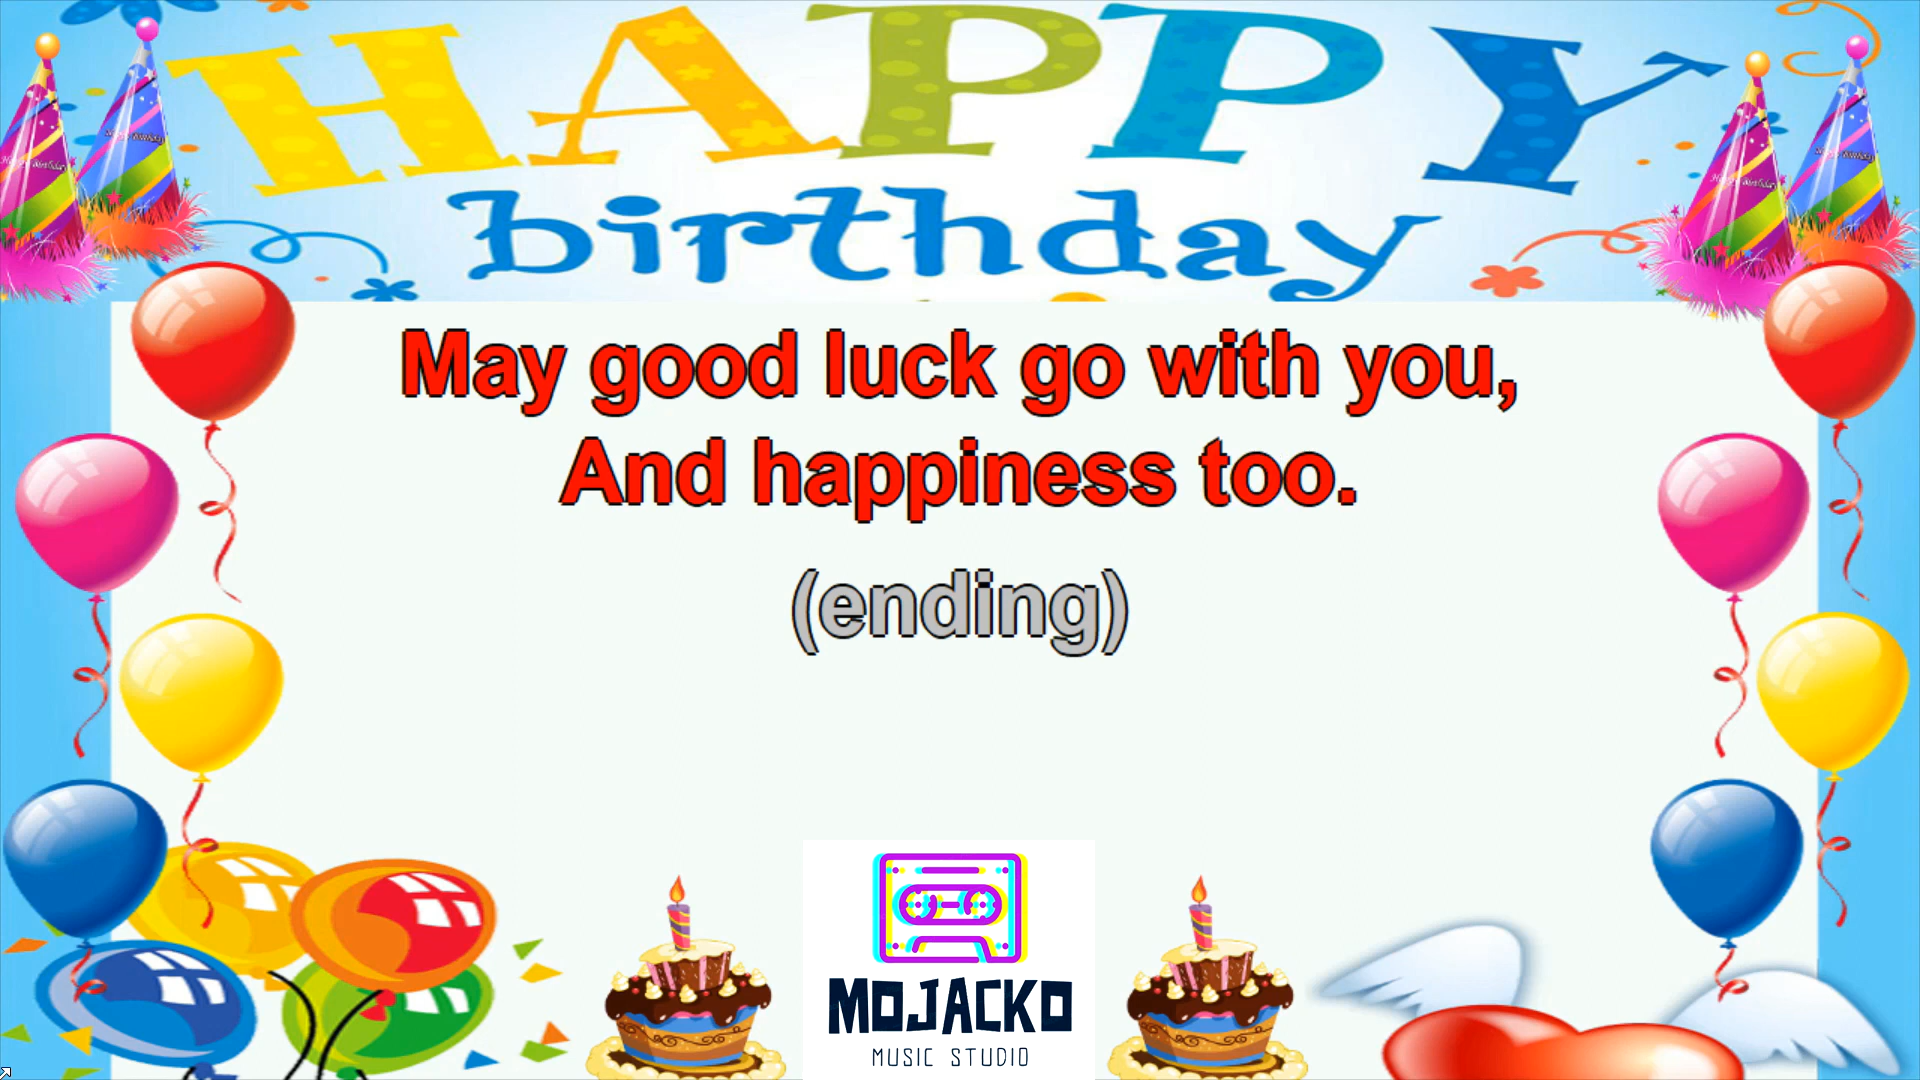 HAPPY
birthday
May good luck go with you,
And happiness too.
(ending)
MOJACKO
MUSIC STUDIO